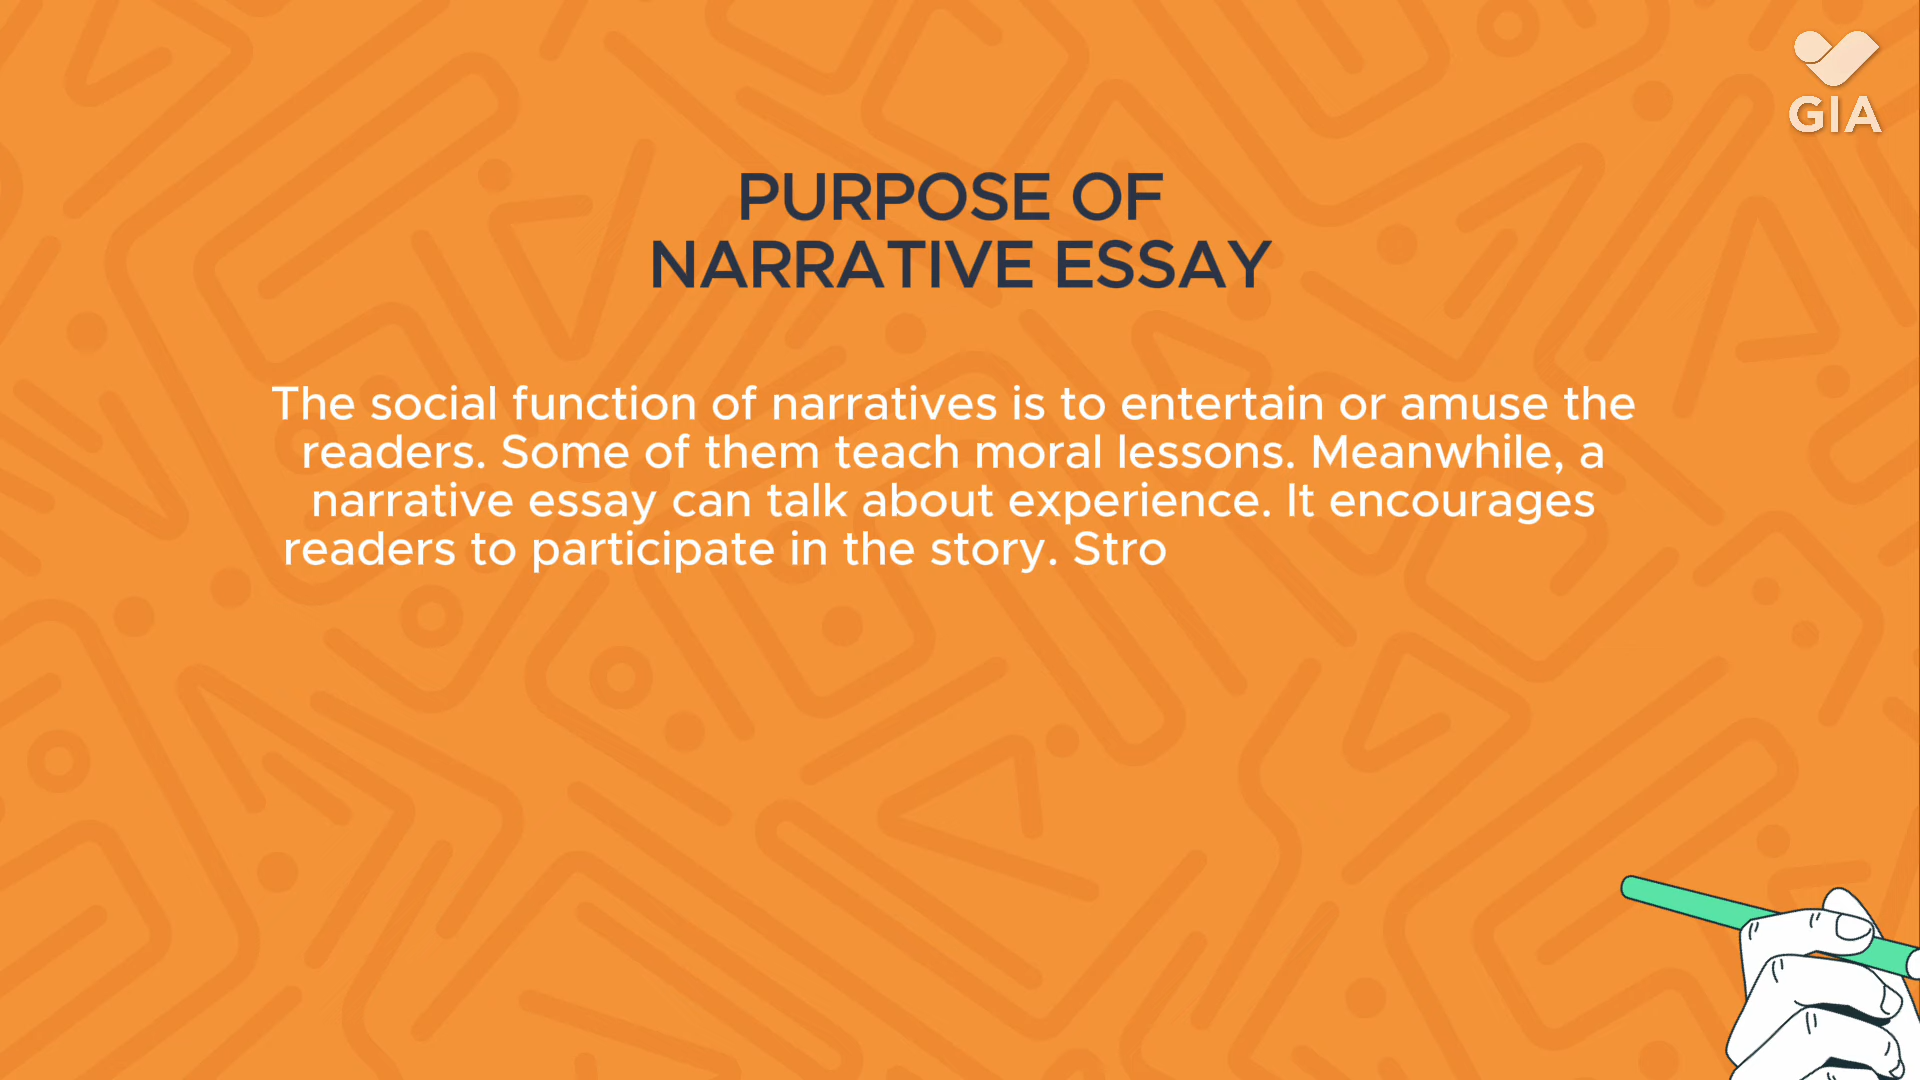 GIA
PURPOSE OF
NARRATIVE ESSAY
The social function of narratives is to entertain or amuse the
readers. Some of them teach moral lessons. Meanwhile, a
narrative essay can talk about experience. It encourages
readers to participate in the story. Stro